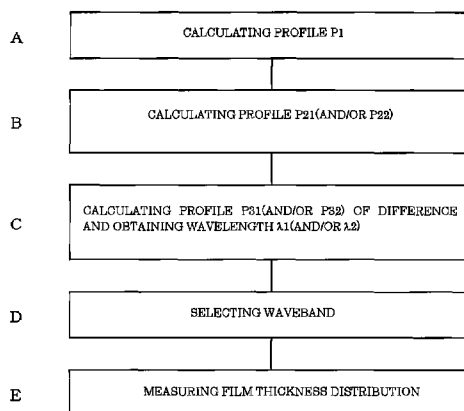 A
CALCULATING PROFILE P1
B
CALCULATING PROFILE P21(AND/OR P22)
C
CALCULATING PROFILE P31(AND/OR P32) OF DIFFERENCE
AND OBTAINING WAVELENGTH λ1(AND/OR λ2)
D
SELECTING WAVEBAND
E
MEASURING FILM THICKNESS DISTRIBUTION